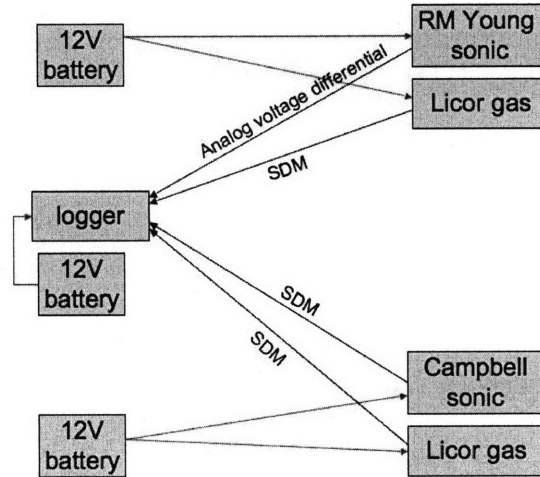 12V
battery
RM Young
sonic
Licor gas
Analog voltage differential
SDM
logger
12V
battery
SDM
SDM
Campbell
sonic
Licor gas
12V
battery